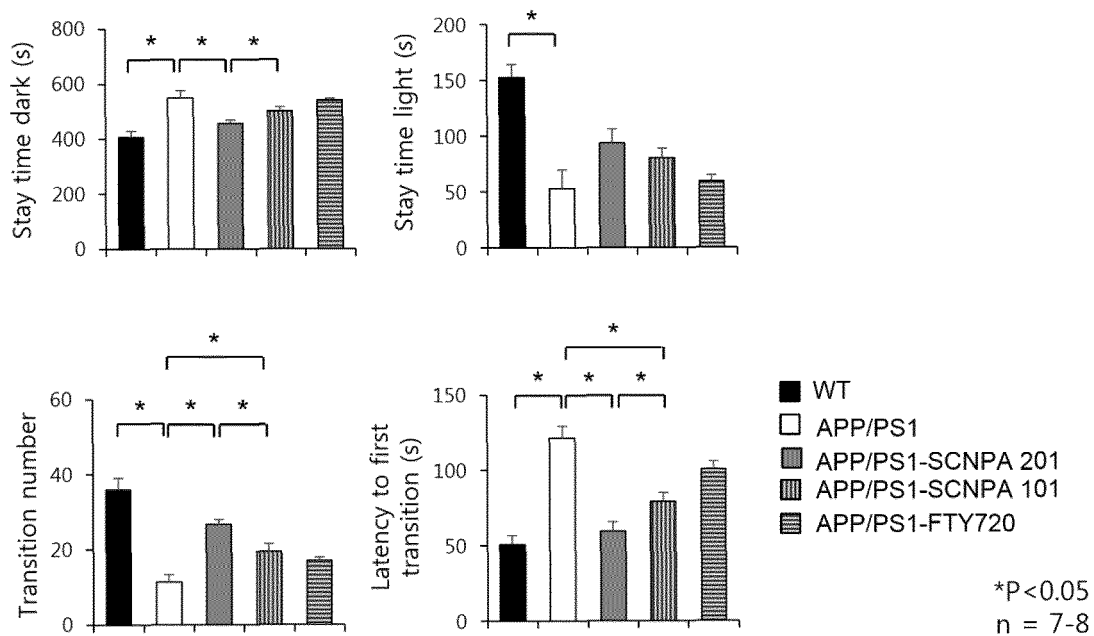 Stay time dark (s)
800
600
400
200
0
* * *
Stay time light (s)
200
150
100
50
0
*
Transition number
60
40
20
0
*
* * *
Latency to first
transition (s)
150
100
50
0
*
* * *
WT
APP/PS1
APP/PS1-SCNPA 201
APP/PS1-SCNPA 101
APP/PS1-FTY720
*P<0.05
n = 7-8